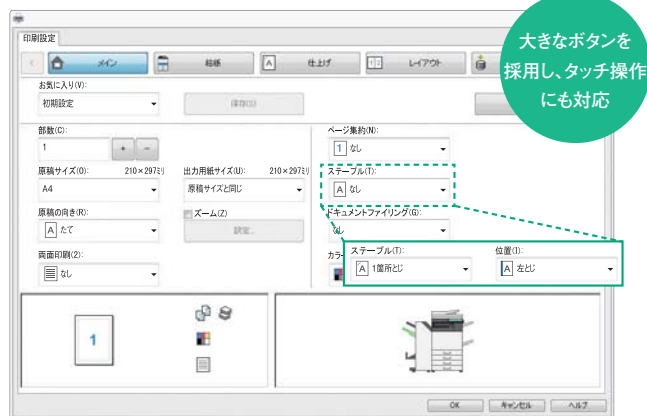 大きなボタンを
採用し、タッチ操作
にも対応
印刷設定
メイン 給紙 仕上げ レイアウト
お気に入り(V):
初期設定 保存(U)
部数(C): ページ集約(N):
1 + - 1 なし
原稿サイズ(O): 210×297ミリ 出力用紙サイズ(U): 210×297ミリ ステープル(T):
A4 原稿サイズと同じ A なし
原稿の向き(R): ズーム(Z) ドキュメントファイリング(G):
A たて 設定.. なし
両面印刷(2): カラ
なし
ステープル(T): 位置(I):
A 1箇所とじ A 左とじ
1
OK キャンセル ヘルプ